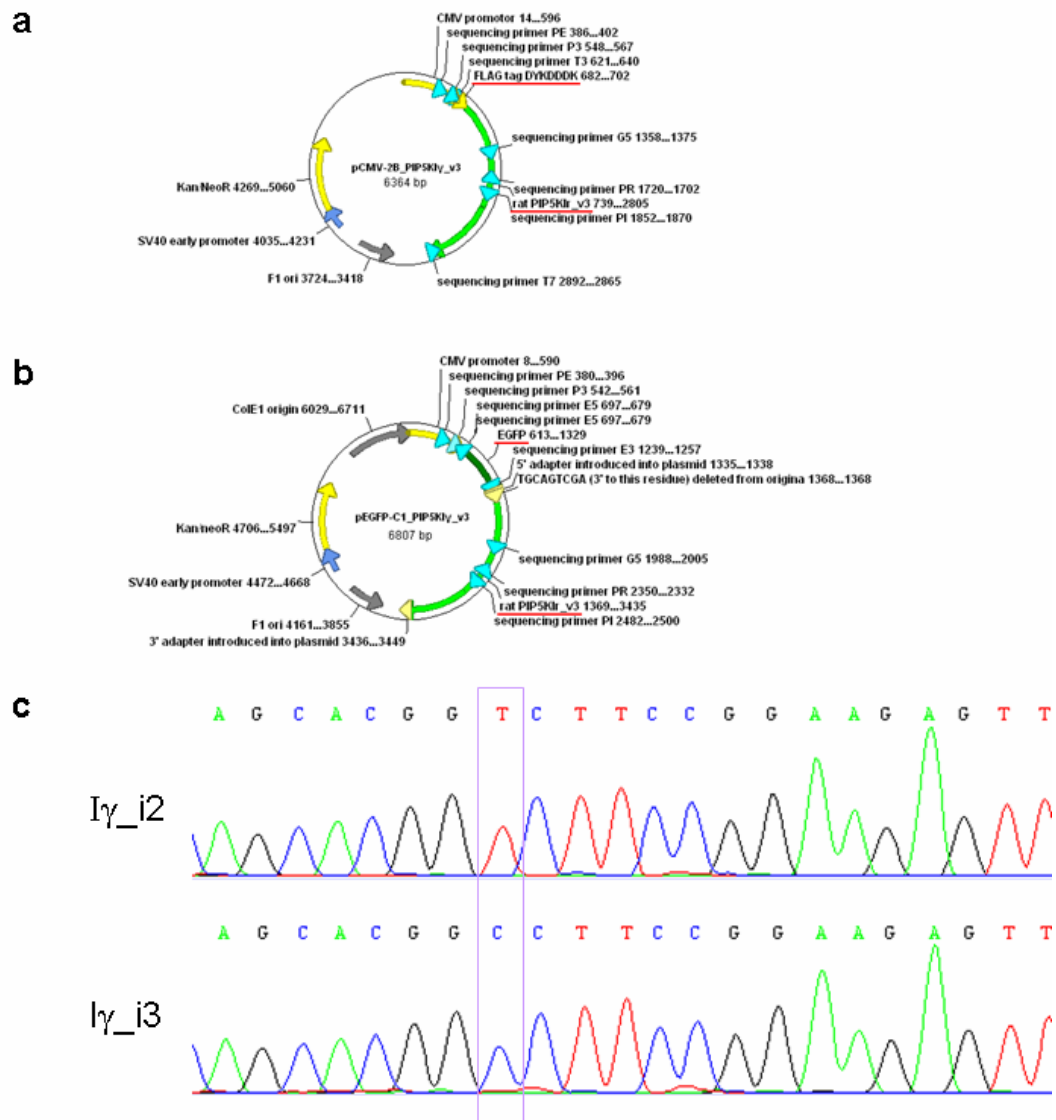 a
CMV promotor 14...596
sequencing primer PE 386...402
sequencing primer P3 548...567
sequencing primer T3 621...640
FLAG tag DYKDDDK 682...702
sequencing primer G5 1358...1375
pCMV-2B_PIP5KIγ_v3
6364 bp
Kan/NeoR 4269...5060
sequencing primer PR 1720...1702
rat PIP5KIr_v3 739...2805
sequencing primer PI 1852...1870
SV40 early promoter 4035...4231
F1 ori 3724...3418
sequencing primer T7 2892...2865
b
CMV promoter 8...590
sequencing primer PE 380...396
sequencing primer P3 542...561
ColE1 origin 6029...6711
sequencing primer E5 697...679
sequencing primer E5 697...679
EGFP 613...1329
sequencing primer E3 1239...1257
5' adapter introduced into plasmid 1335...1338
TGCAGTCGA (3' to this residue) deleted from origina 1368...1368
pEGFP-C1_PIP5KIγ_v3
6807 bp
Kan/neoR 4706...5497
sequencing primer G5 1988...2005
SV40 early promoter 4472...4668
sequencing primer PR 2350...2332
rat PIP5KIr_v3 1369...3435
sequencing primer PI 2482...2500
F1 ori 4161...3855
3' adapter introduced into plasmid 3436...3449
c
A G C A C G G T C T T C C G G A A G A G T T
Iγ_i2
A G C A C G G C C T T C C G G A A G A G T T
Iγ_i3